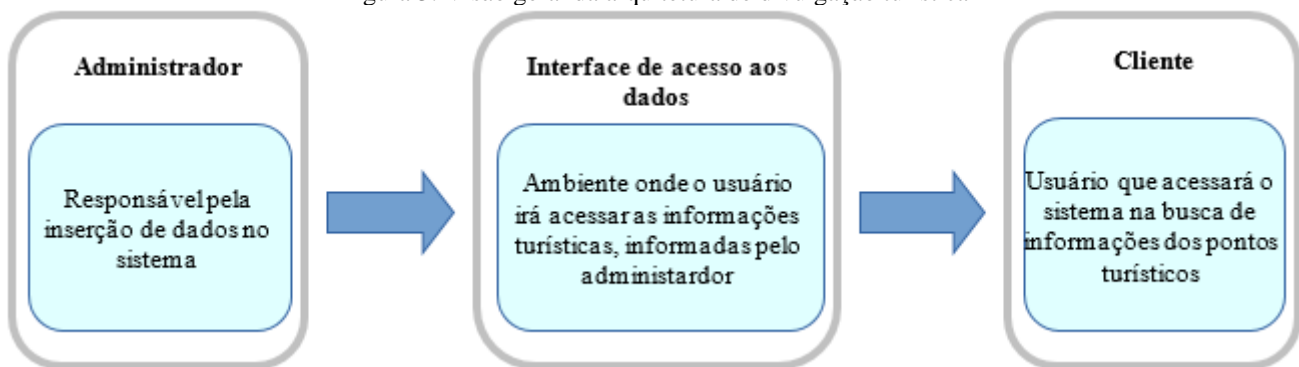 Administrador
Responsável pela
inserção de dados no
sistema
Interface de acesso aos
dados
Ambiente onde o usuário
irá acessar as informações
turísticas, informadas pelo
administardor
Cliente
Usuário que acessará o
sistema na busca de
informações dos pontos
turísticos